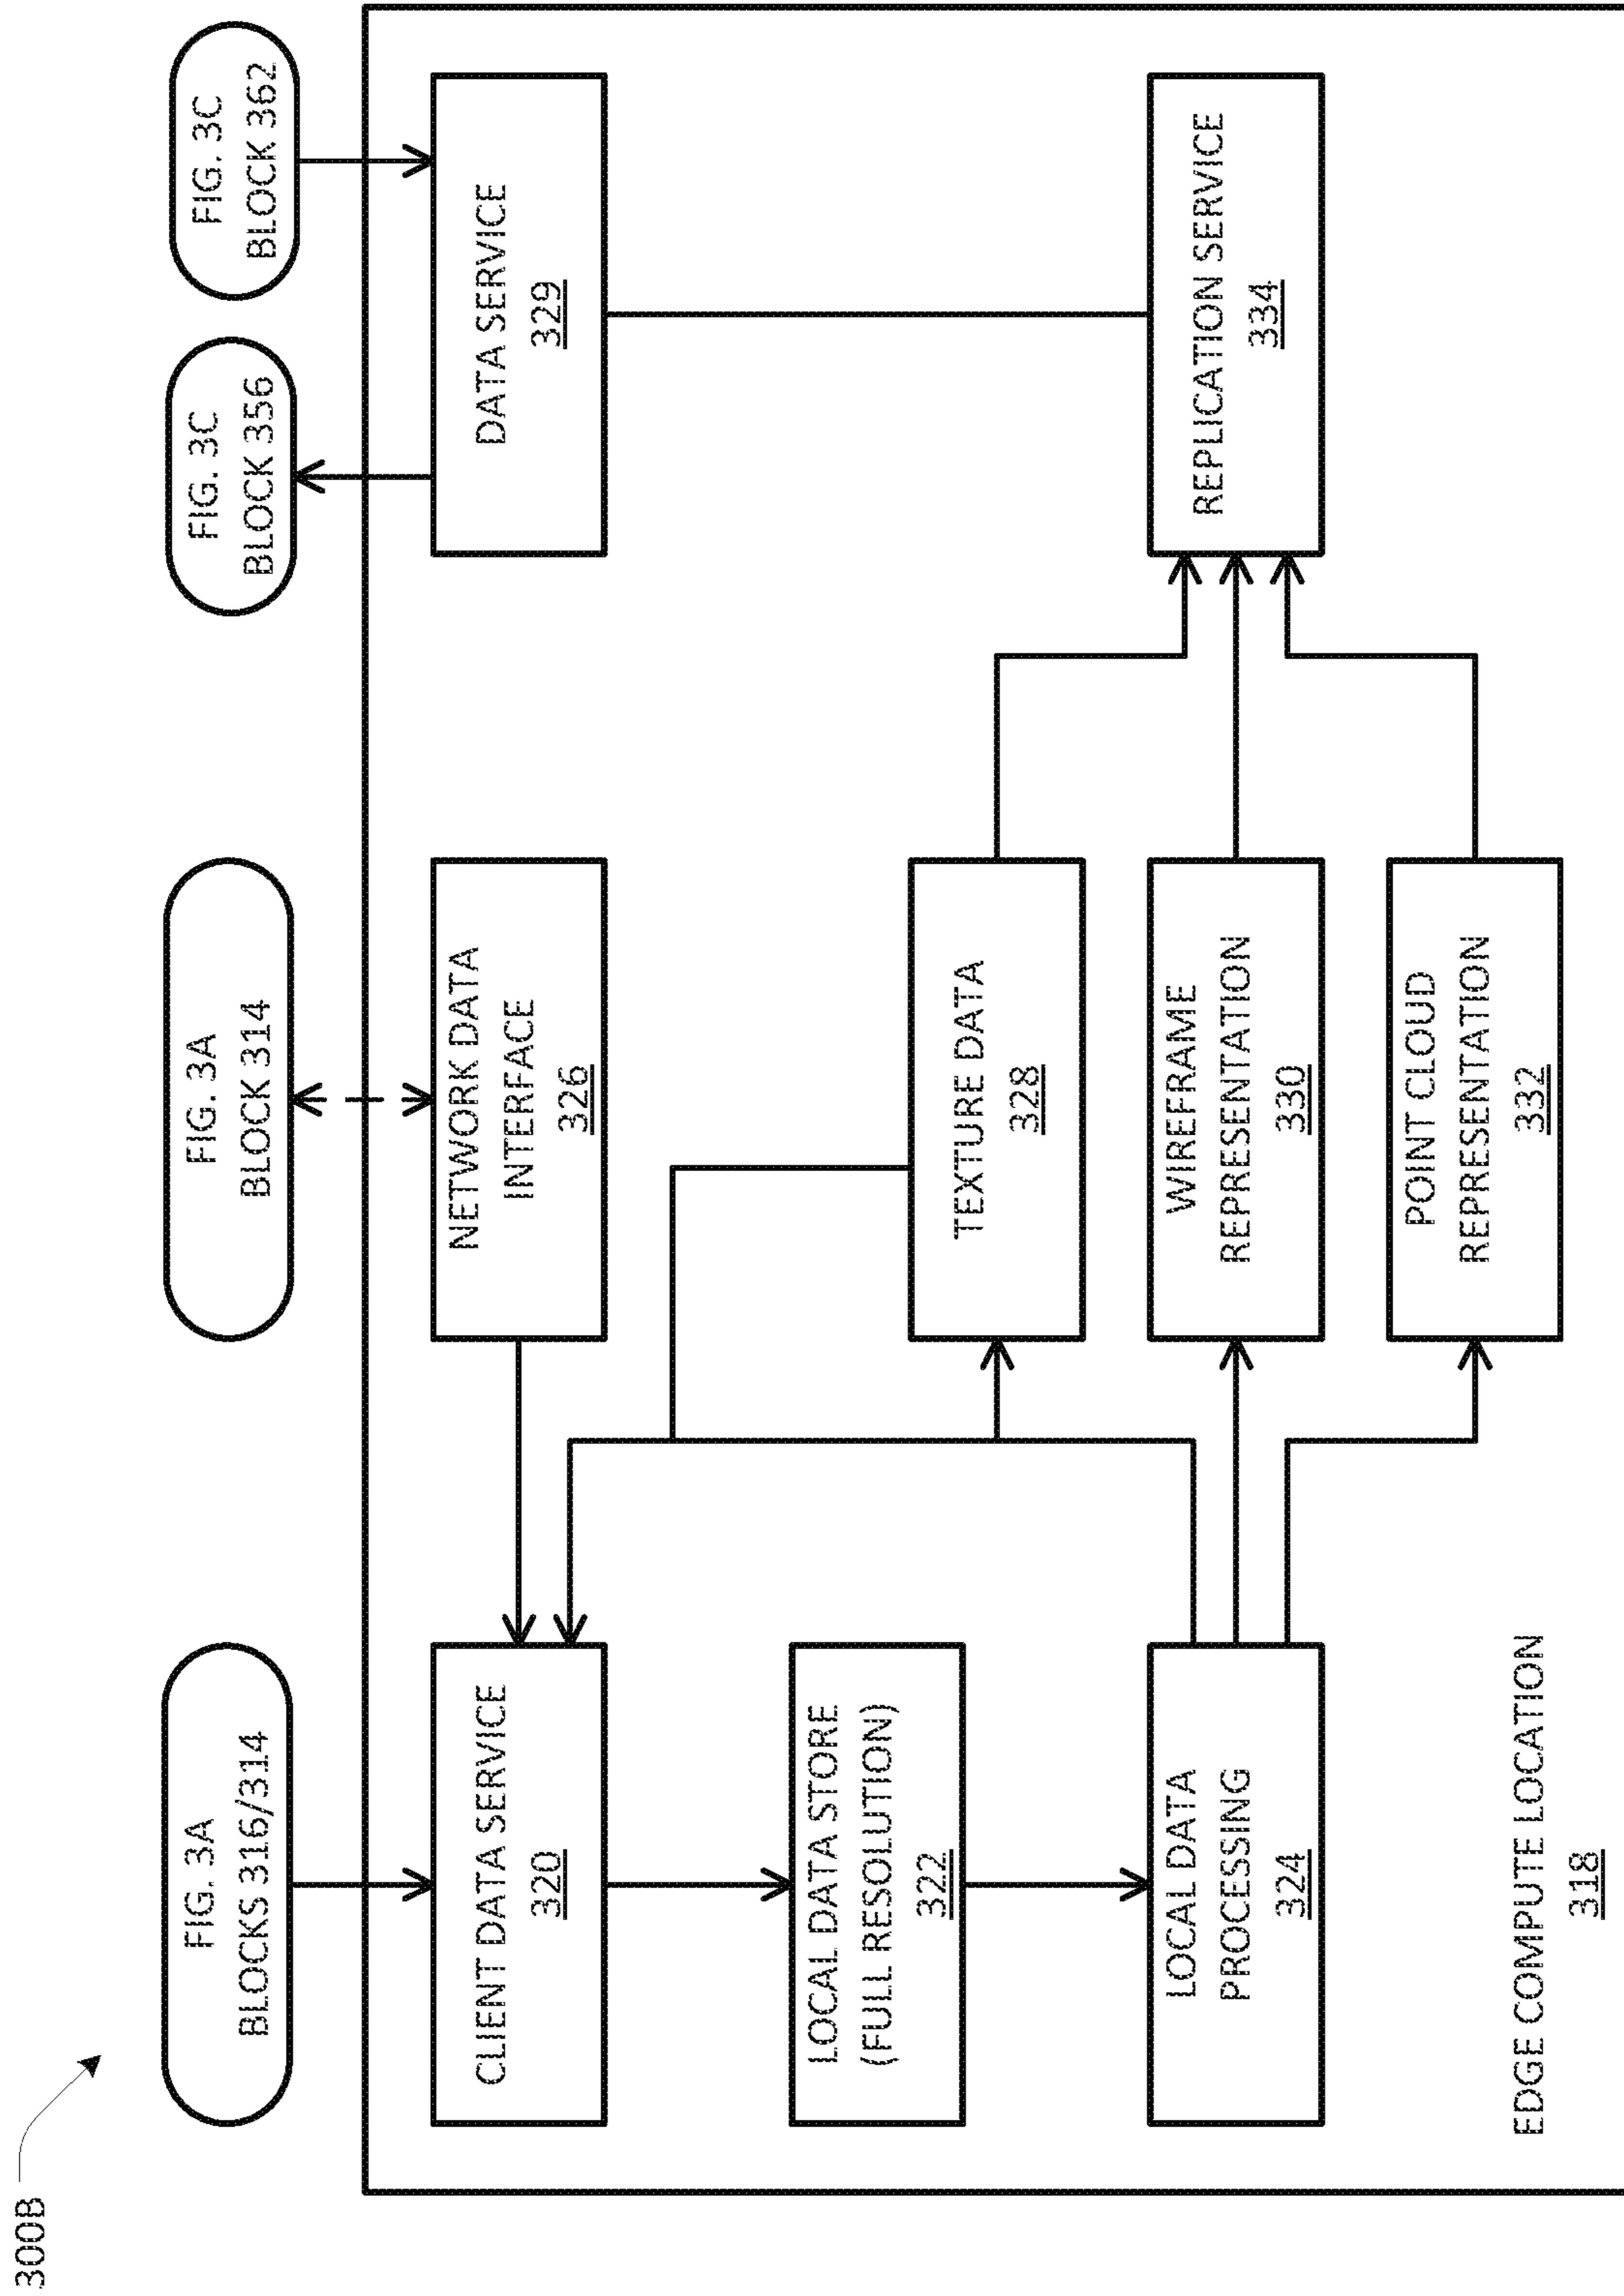 300B
FIG. 3A
BLOCKS 316/314
FIG. 3A
BLOCK 314
FIG. 3C
BLOCK 356
FIG. 3C
BLOCK 362
CLIENT DATA SERVICE
320
NETWORK DATA
INTERFACE
326
DATA SERVICE
329
LOCAL DATA STORE
(FULL RESOLUTION)
322
TEXTURE DATA
328
LOCAL DATA
PROCESSING
324
WIREFRAME
REPRESENTATION
330
REPLICATION SERVICE
334
POINT CLOUD
REPRESENTATION
332
EDGE COMPUTE LOCATION
318